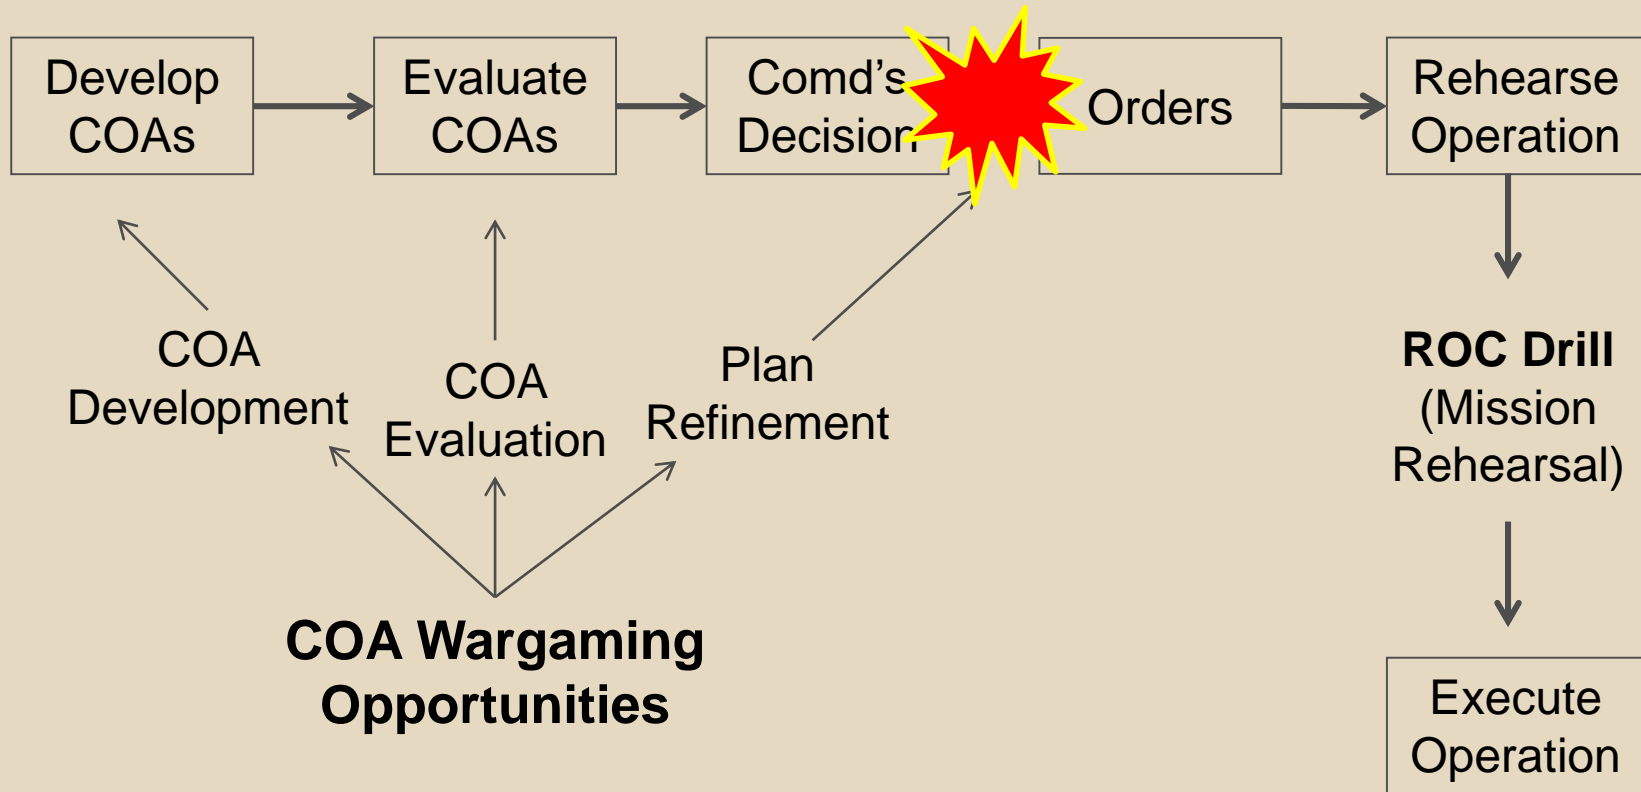 Develop
COAs
Evaluate
COAs
Comd's
Decision
Orders
Rehearse
Operation
COA
Development
COA
Evaluation
Plan
Refinement
ROC Drill
(Mission
Rehearsal)
COA Wargaming
Opportunities
Execute
Operation